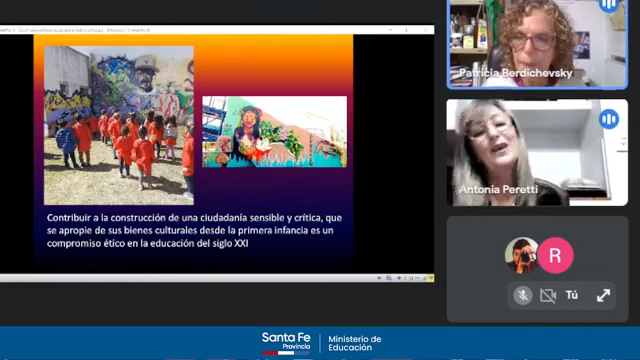 Patricia Berdichevsky
Antonia Peretti
Contribuir a la construcción de una ciudadanía sensible y crítica, que
se apropie de sus bienes culturales desde la primera infancia es un
compromiso ético en la educación del siglo XXI
R
Tú
Santa Fe
Provincia
Ministerio de
Educación